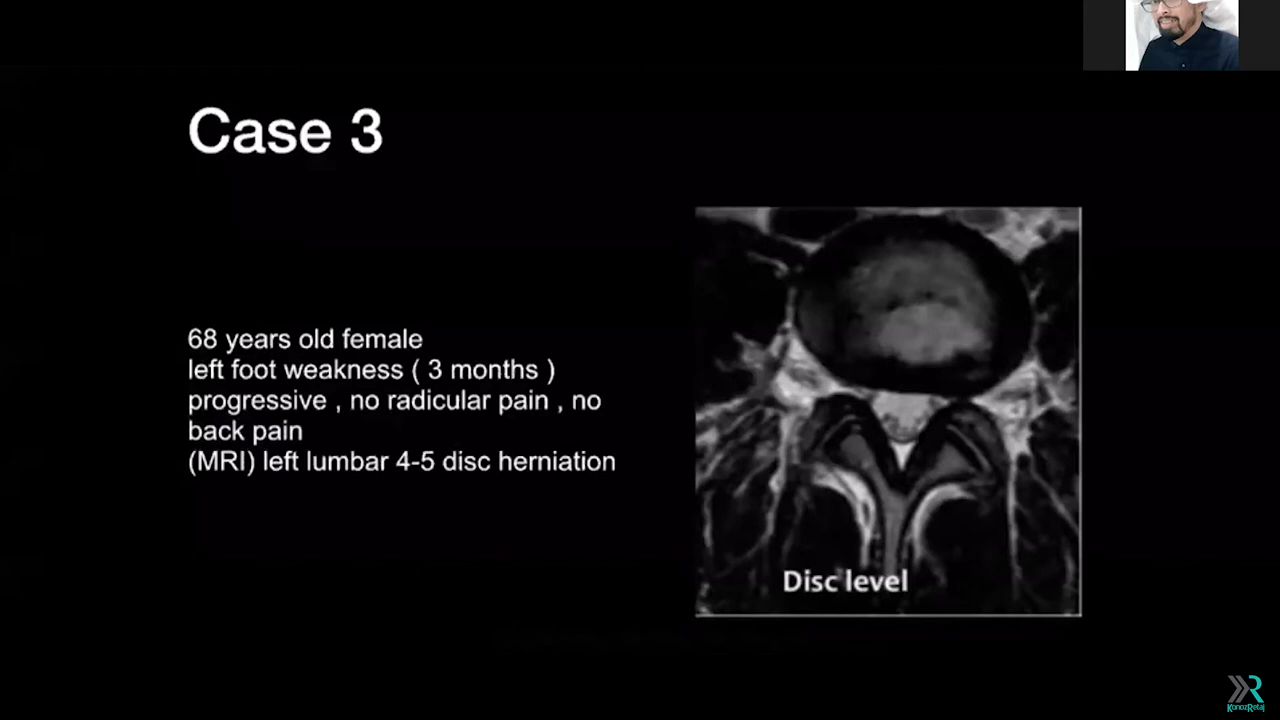 Case 3
68 years old female
left foot weakness ( 3 months )
progressive , no radicular pain , no
back pain
(MRI) left lumbar 4-5 disc herniation
Disc level
KonozRetaj